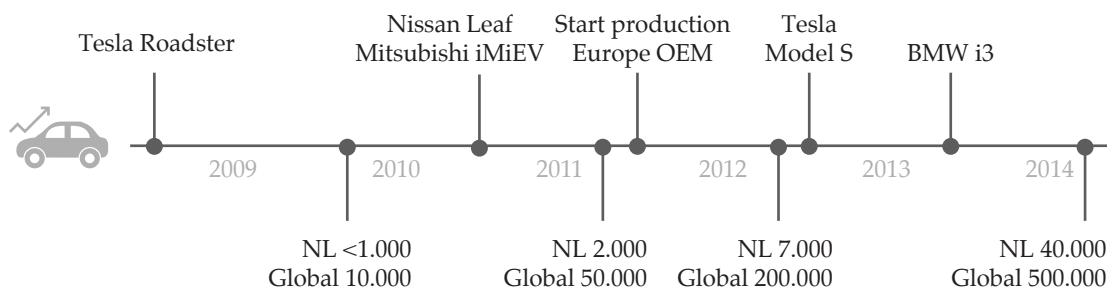 Tesla Roadster
Nissan Leaf
Mitsubishi iMiEV
Start production
Europe OEM
Tesla
Model S
BMW i3
2009
2010
2011
2012
2013
2014
NL <1.000
Global 10.000
NL 2.000
Global 50.000
NL 7.000
Global 200.000
NL 40.000
Global 500.000